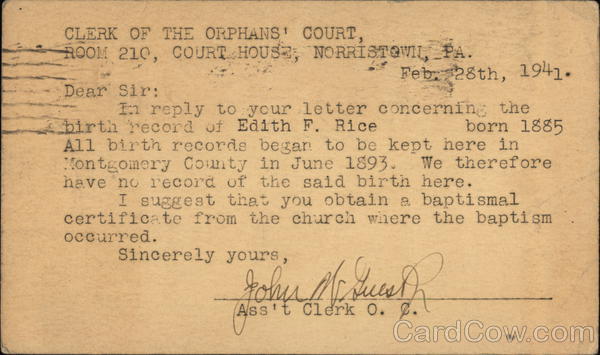 CLERK OF THE ORPHANS' COURT,
ROOM 210, COURT HOUSE, NORRISTOWN, PA.
Feb. 28th, 1941.
Dear Sir:
In reply to your letter concerning the
birth record of Edith F. Rice born 1885
All birth records began to be kept here in
Montgomery County in June 1893. We therefore
have no record of the said birth here.
I suggest that you obtain a baptismal
certificate from the church where the baptism
occurred.
Sincerely yours,
John W Guest
Ass't Clerk O. C.
CardCow.com